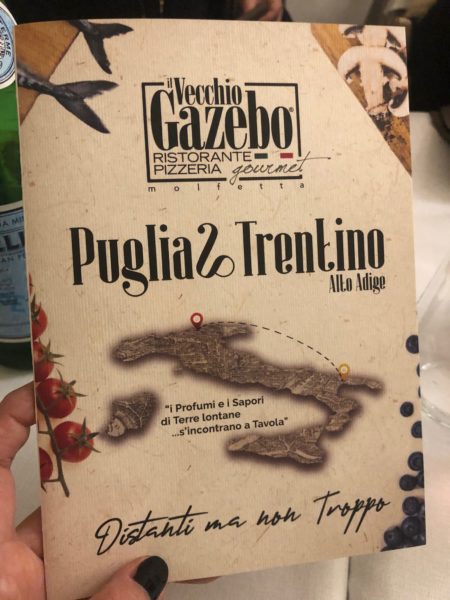 il
Vecchio
Gazebo®
RISTORANTE
PIZZERIA gourmet
molfetta
Puglia & Trentino
Alto Adige
"i Profumi e i Sapori
di Terre lontane
...s'incontrano a Tavola"
Distanti ma non Troppo